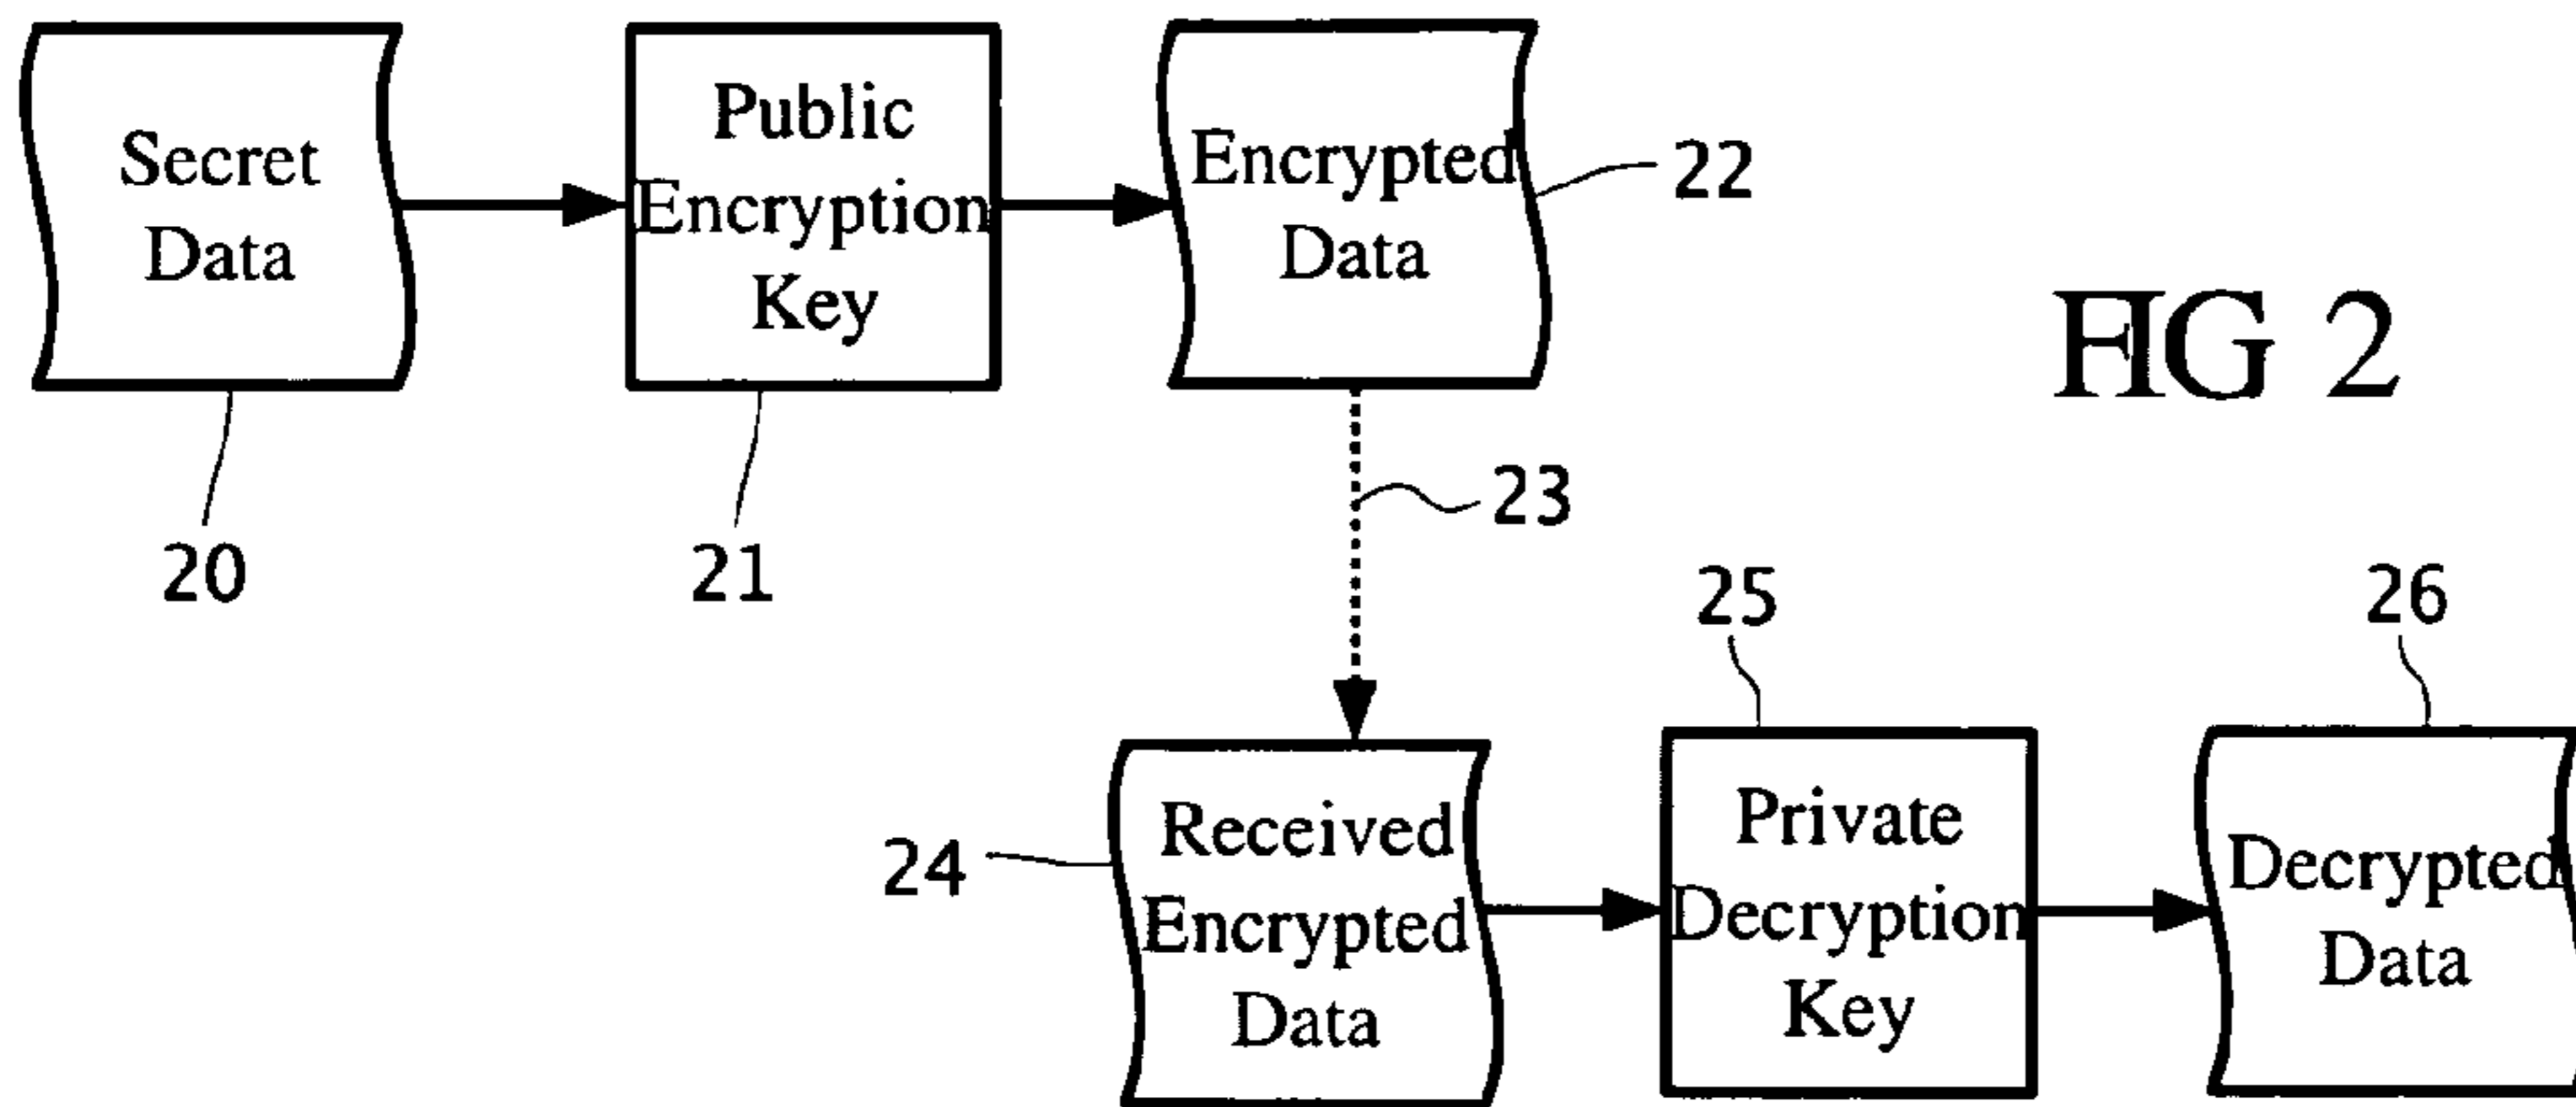 Secret
Data
Public
Encryption
Key
Encrypted
Data
22
FIG 2
23
20
21
25
26
24
Received
Encrypted
Data
Private
Decryption
Key
Decrypted
Data